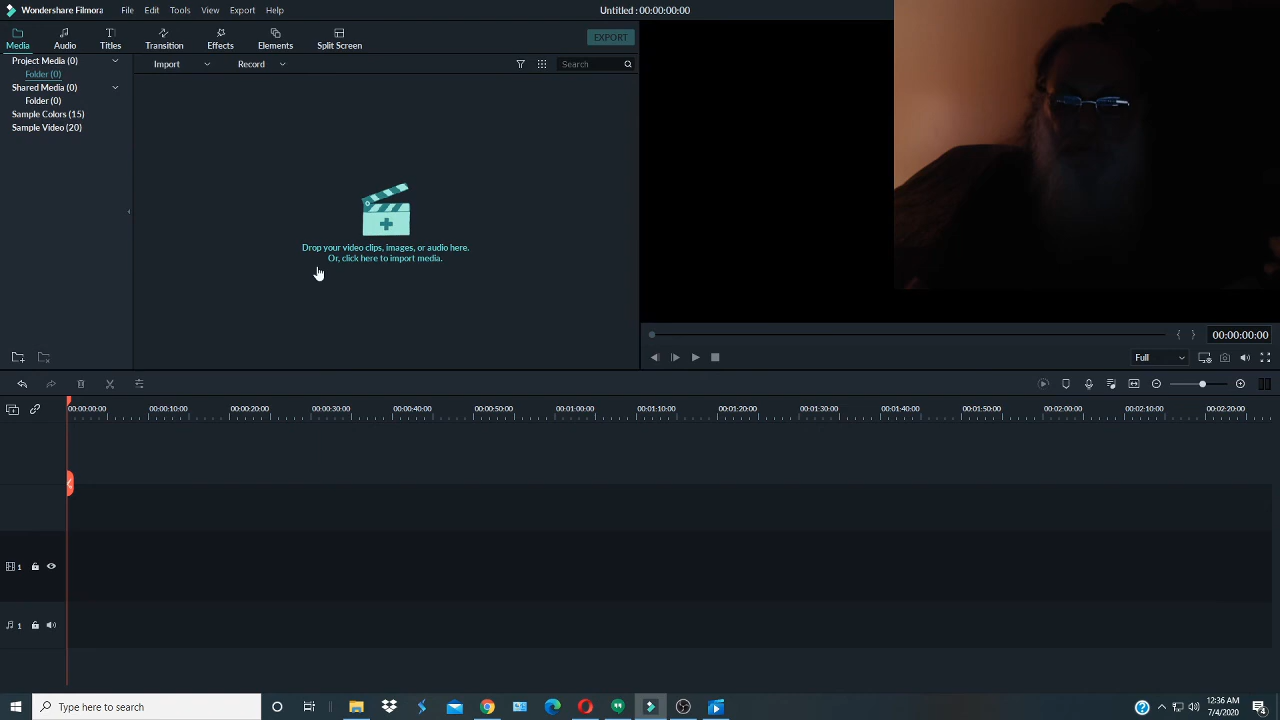 Wondershare Filmora File Edit Tools View Export Help Untitled : 00:00:00:00
Media Audio Titles Transition Effects Elements Split Screen EXPORT
Project Media (0) Import Record Search
Folder (0)
Shared Media (0)
Folder (0)
Sample Colors (15)
Sample Video (20)
Drop your video clips, images, or audio here.
Or, click here to import media.
00:00:00:00
Full
00:00:00:00 00:00:10:00 00:00:20:00 00:00:30:00 00:00:40:00 00:00:50:00 00:01:00:00 00:01:10:00 00:01:20:00 00:01:30:00 00:01:40:00 00:01:50:00 00:02:00:00 00:02:10:00 00:02:20:00
1
1
Type here to search
12:36 AM
7/4/2020